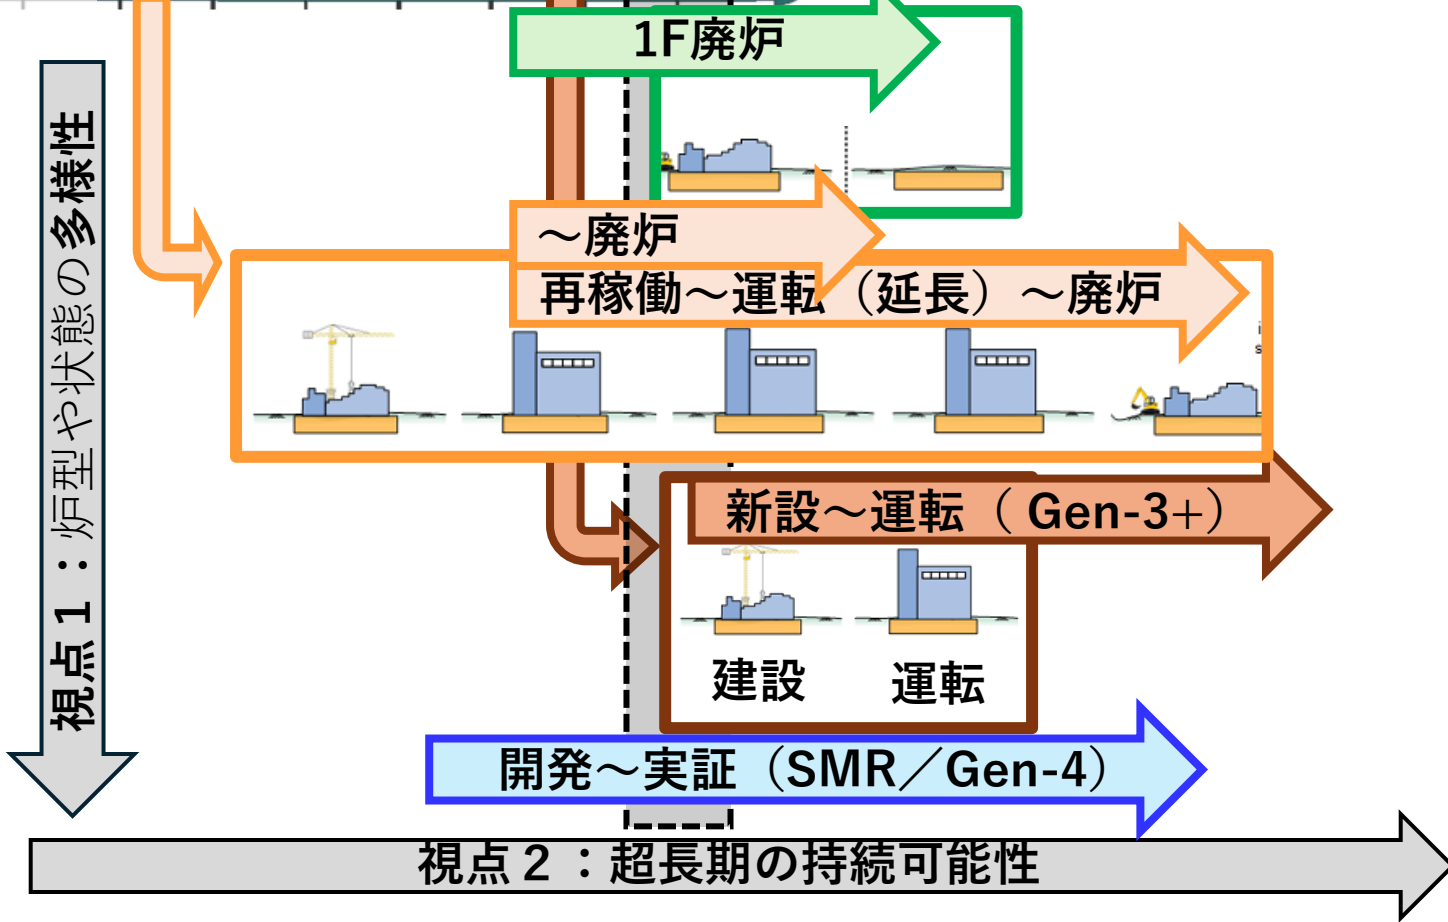 1F廃炉
～廃炉
再稼働～運転（延長）～廃炉
新設～運転（ Gen-3+）
建設
運転
開発～実証（SMR／Gen-4）
視点１：炉型や状態の多様性
視点２：超長期の持続可能性